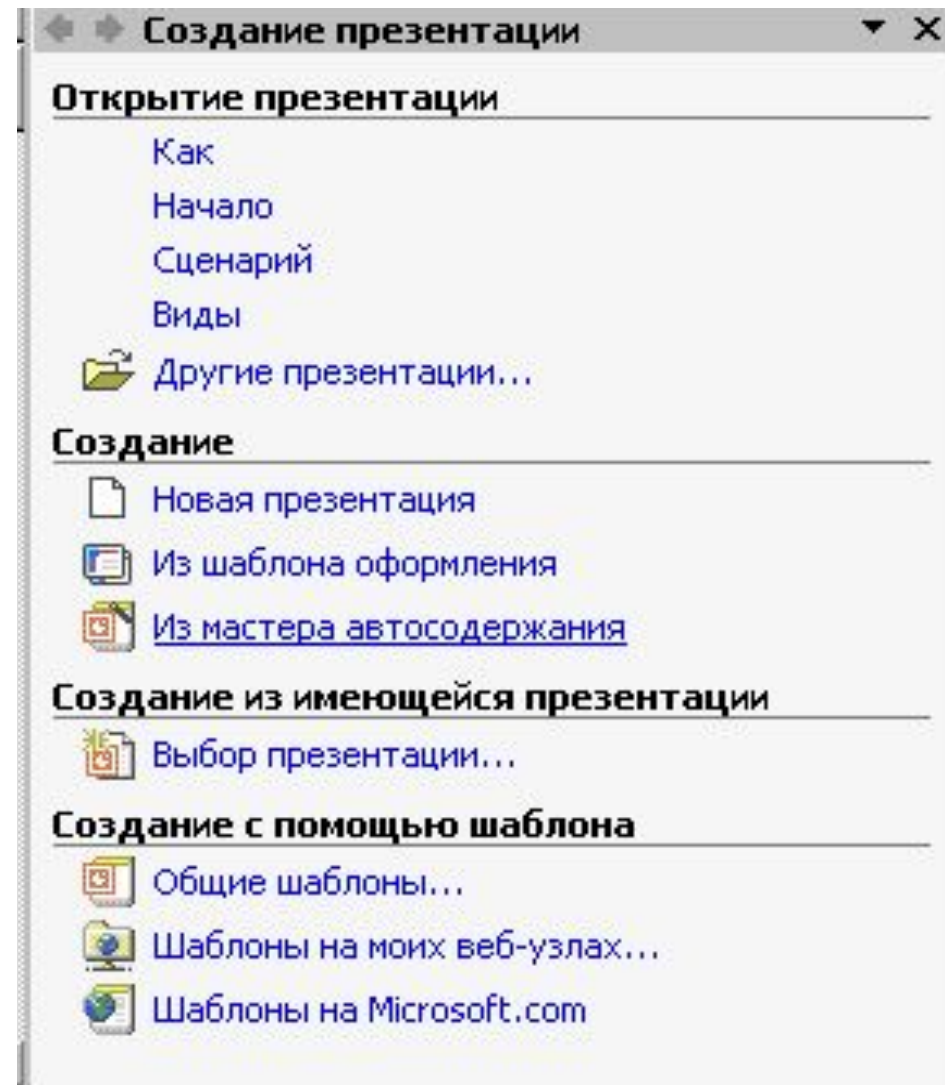 Создание презентации
Открытие презентации
Как
Начало
Сценарий
Виды
Другие презентации...
Создание
Новая презентация
Из шаблона оформления
Из мастера автосодержания
Создание из имеющейся презентации
Выбор презентации...
Создание с помощью шаблона
Общие шаблоны...
Шаблоны на моих веб-узлах...
Шаблоны на Microsoft.com